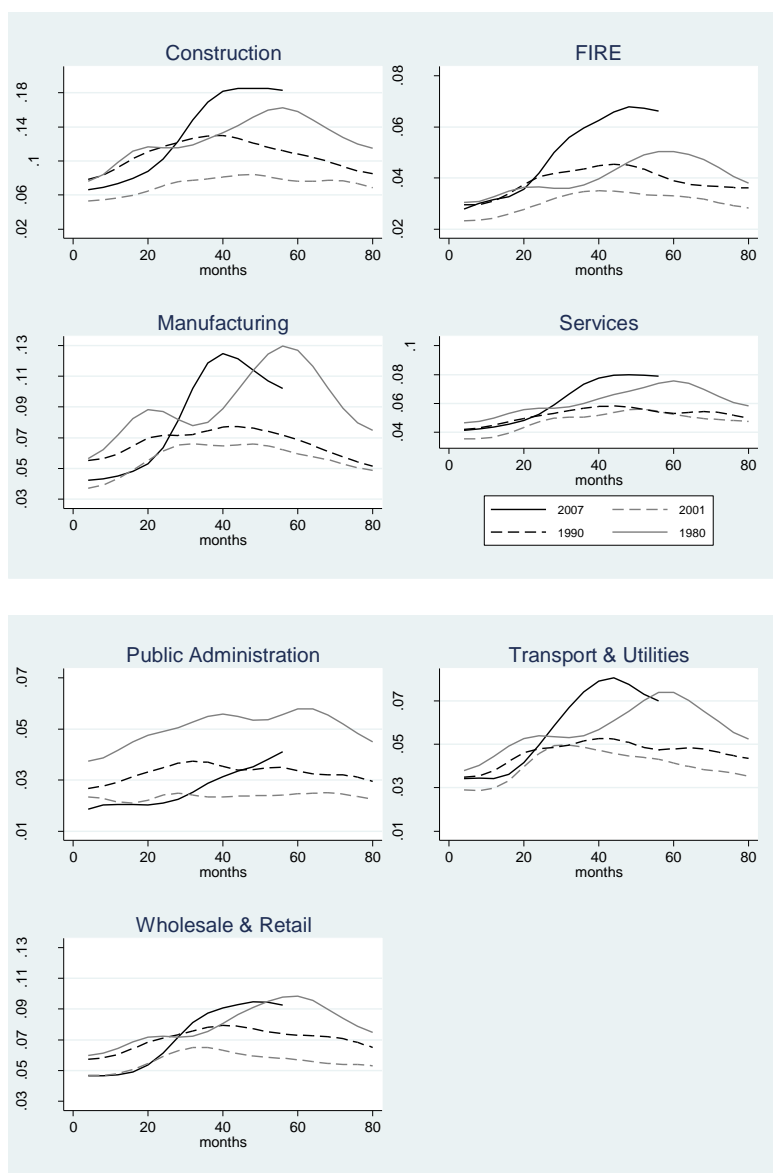 Construction
.02 .06 .1 .14 .18
0 20 40 60 80
months
FIRE
.02 .04 .06 .08
0 20 40 60 80
months
Manufacturing
.03 .05 .07 .09 .11 .13
0 20 40 60 80
months
Services
.04 .06 .08 .1
0 20 40 60 80
months
2007 2001
1990 1980
Public Administration
.01 .03 .05 .07
0 20 40 60 80
months
Transport & Utilities
.01 .03 .05 .07
0 20 40 60 80
months
Wholesale & Retail
.03 .05 .07 .09 .11 .13
0 20 40 60 80
months